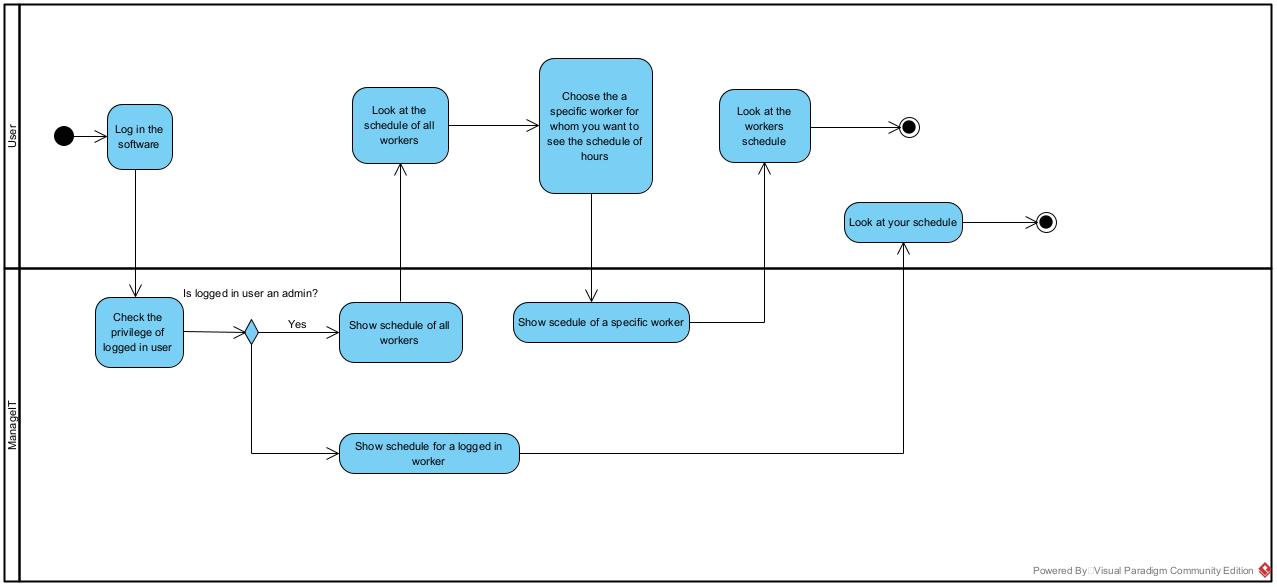 User
Log in the
software
Look at the
schedule of all
workers
Choose the a
specific worker for
whom you want to
see the schedule of
hours
Look at the
workers
schedule
Look at your schedule
ManageIT
Check the
privilege of
logged in user
Is logged in user an admin?
Yes
Show schedule of all
workers
Show scedule of a specific worker
Show schedule for a logged in
worker
Powered By Visual Paradigm Community Edition